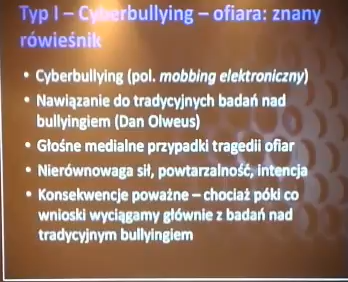 Typ I – Cyberbullying – ofiara: znany
rówieśnik
• Cyberbullying (pol. mobbing elektroniczny)
• Nawiązanie do tradycyjnych badań nad
bullyingiem (Dan Olweus)
• Głośne medialne przypadki tragedii ofiar
• Nierównowaga sił, powtarzalność, intencja
• Konsekwencje poważne – chociaż póki co
wnioski wyciągamy głównie z badań nad
tradycyjnym bullyingiem